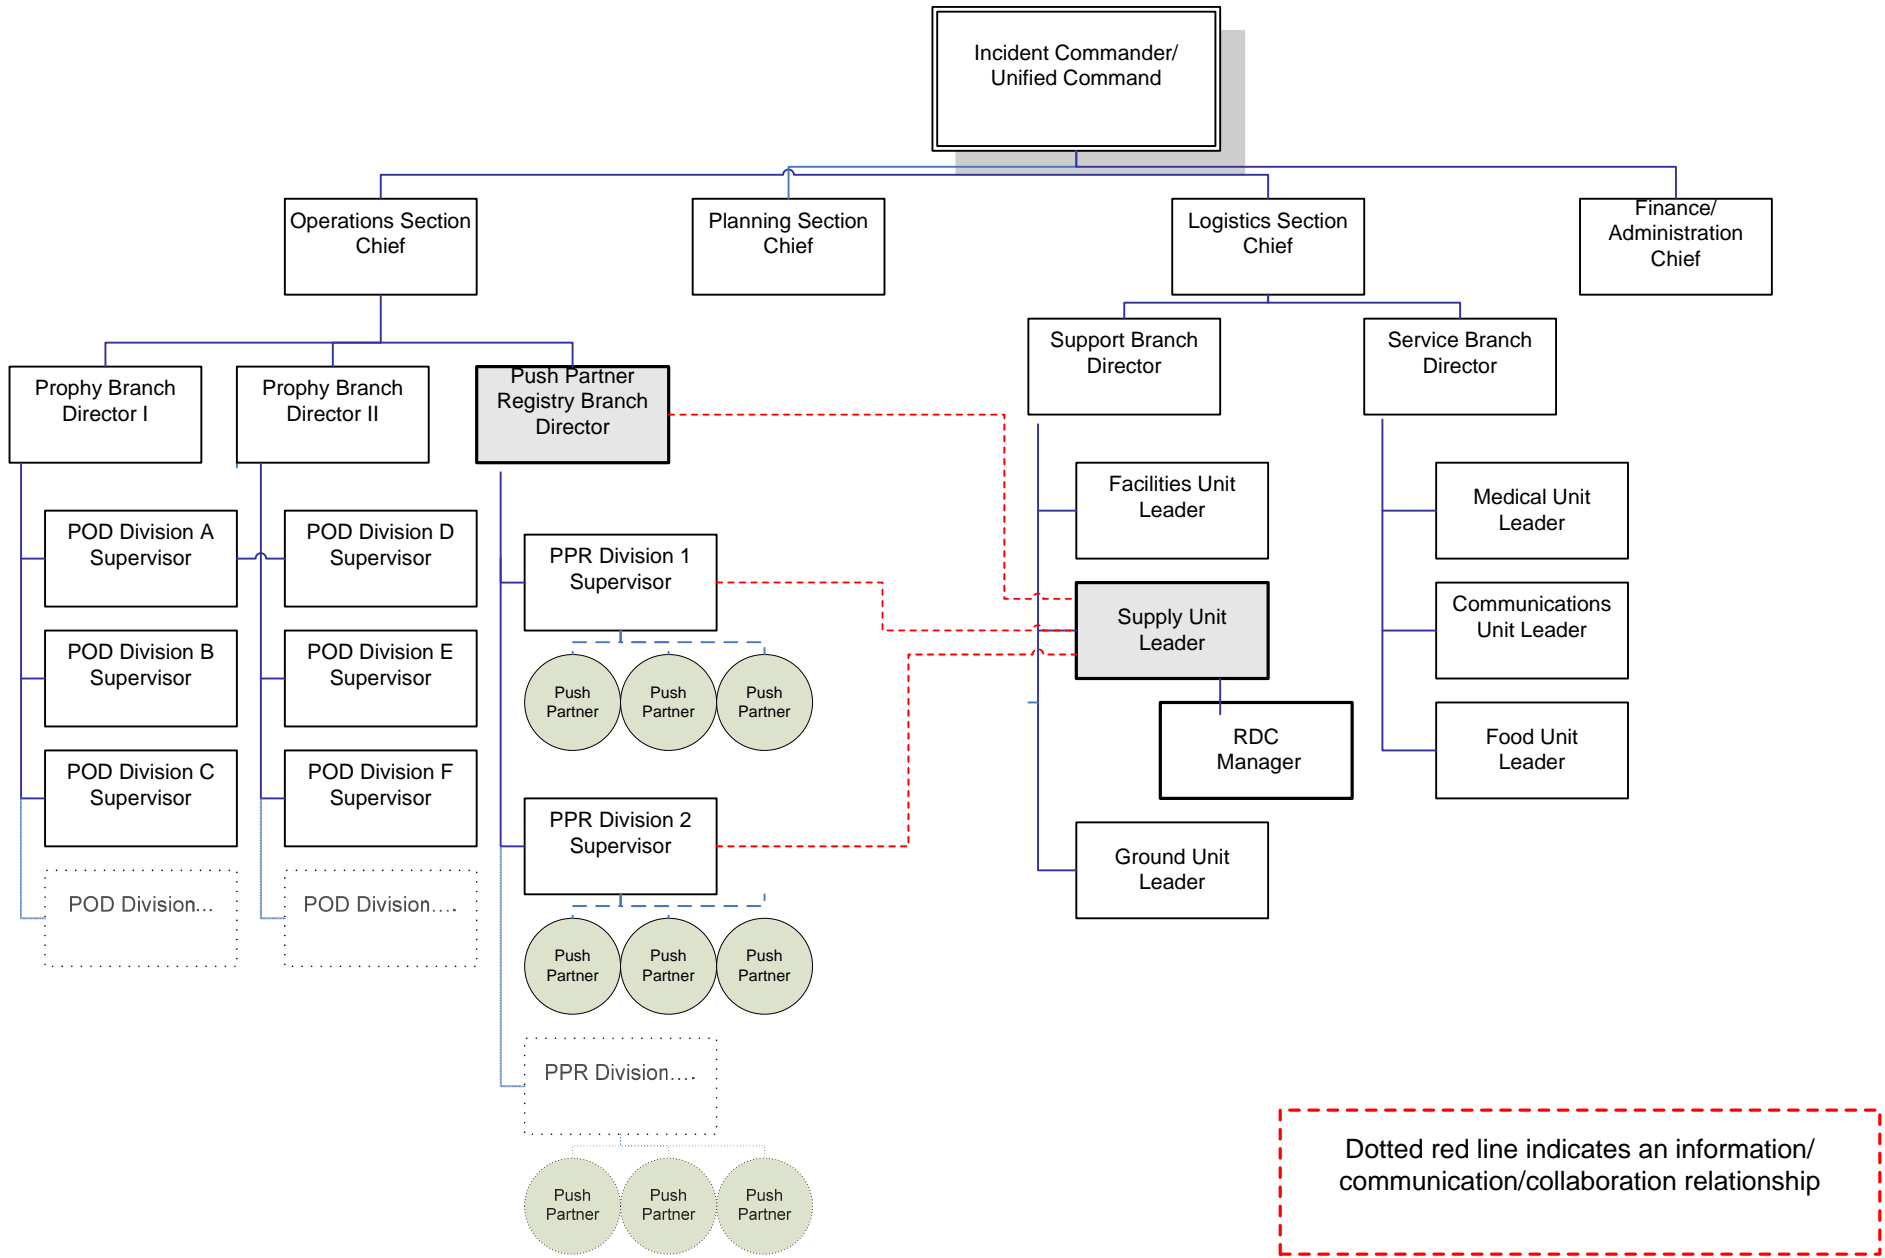 Incident Commander/
Unified Command
Operations Section
Chief
Planning Section
Chief
Logistics Section
Chief
Finance/
Administration
Chief
Support Branch
Director
Service Branch
Director
Prophy Branch
Director I
Prophy Branch
Director II
Push Partner
Registry Branch
Director
Facilities Unit
Leader
Medical Unit
Leader
POD Division A
Supervisor
POD Division D
Supervisor
PPR Division 1
Supervisor
Supply Unit
Leader
Communications
Unit Leader
POD Division B
Supervisor
POD Division E
Supervisor
Push
Partner
Push
Partner
Push
Partner
RDC
Manager
Food Unit
Leader
POD Division C
Supervisor
POD Division F
Supervisor
PPR Division 2
Supervisor
Ground Unit
Leader
POD Division...
POD Division....
Push
Partner
Push
Partner
Push
Partner
PPR Division....
Push
Partner
Push
Partner
Push
Partner
Dotted red line indicates an information/
communication/collaboration relationship